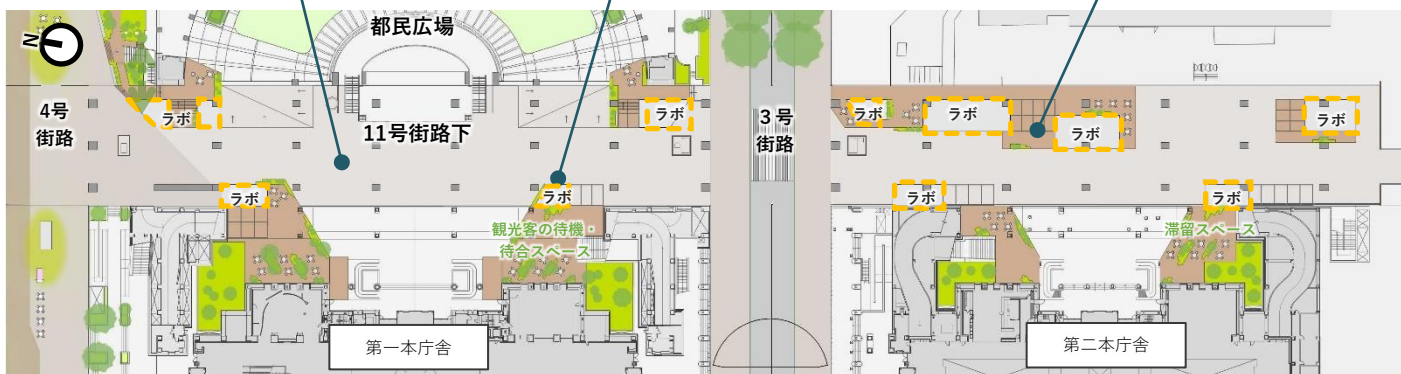 N
都民広場
4号
街路
ラボ
11号街路下
ラボ
3号
街路
ラボ
ラボ
ラボ
ラボ
ラボ
ラボ
ラボ
ラボ
観光客の待機・
待合スペース
滞留スペース
第一本庁舎
第二本庁舎